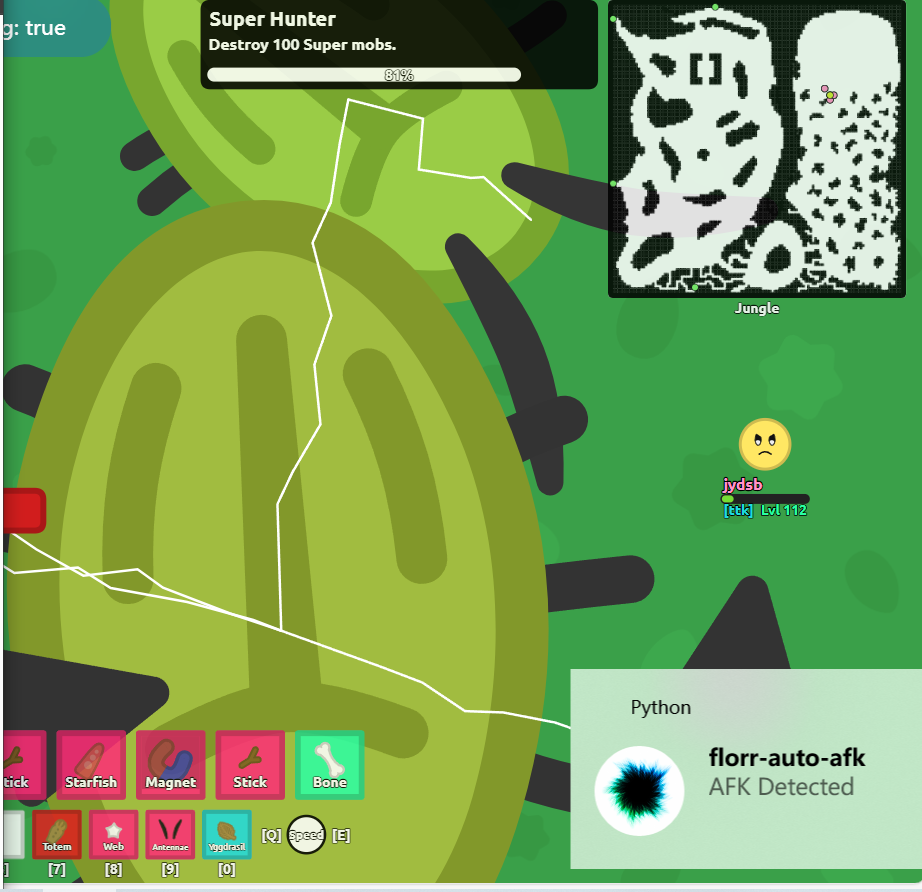 g: true
Super Hunter
Destroy 100 Super mobs.
81%
Jungle
jydsb
[ttk] Lvl 112
Python
florr-auto-afk
AFK Detected
tick
Starfish
Magnet
Stick
Bone
Totem
Web
Antennae
Yggdrasil
[Q]
Speed
[E]
]
[7]
[8]
[9]
[0]